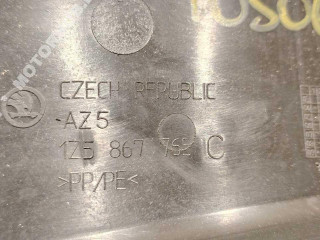 CZECH REPUBLIC
-AZ5
1Z5 867 762 C
>PP/PE<